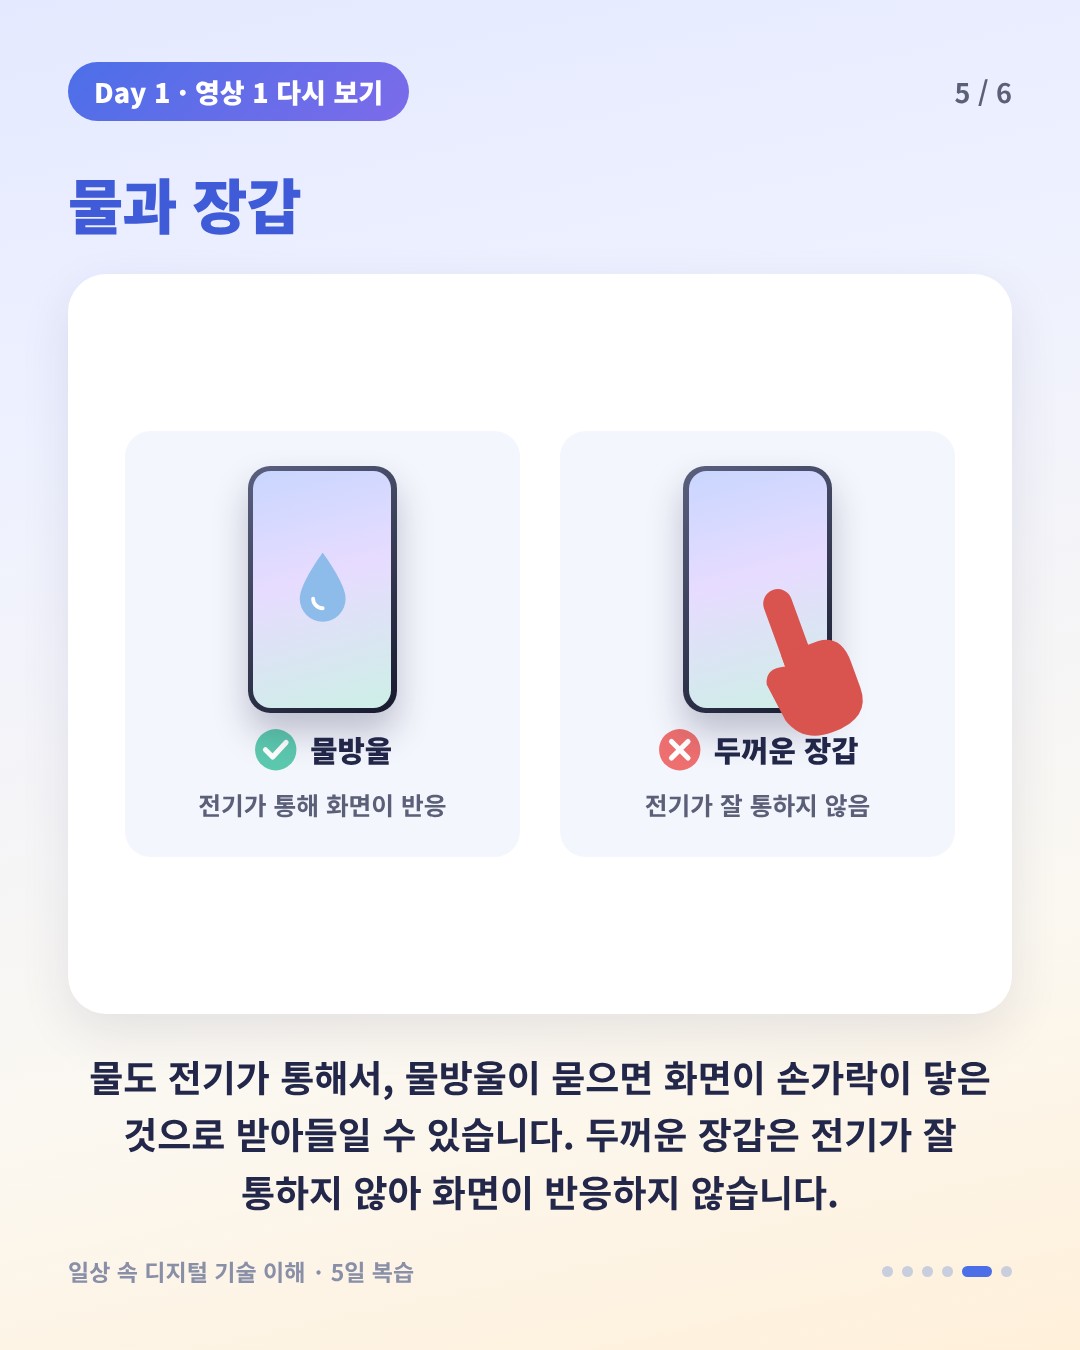 Day 1 · 영상 1 다시 보기
5 / 6
물과 장갑
물방울
전기가 통해 화면이 반응
두꺼운 장갑
전기가 잘 통하지 않음
물도 전기가 통해서, 물방울이 묻으면 화면이 손가락이 닿은
것으로 받아들일 수 있습니다. 두꺼운 장갑은 전기가 잘
통하지 않아 화면이 반응하지 않습니다.
일상 속 디지털 기술 이해 · 5일 복습